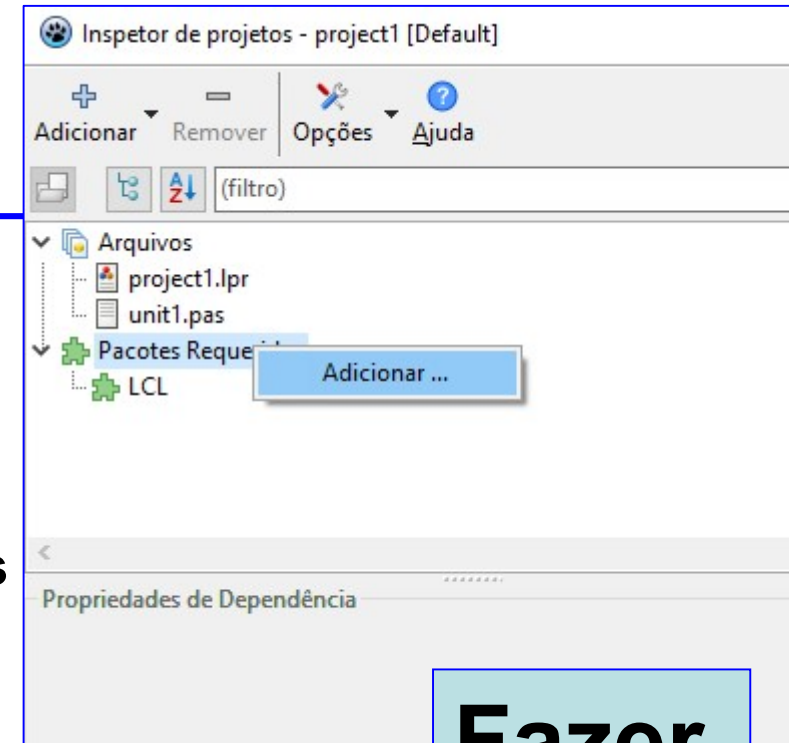 Inspetor de projetos - project1 [Default]
Adicionar Remover Opções Ajuda
(filtro)
Arquivos
project1.lpr
unit1.pas
Pacotes
Adicionar ...
LCL
s
Propriedades de Dependência
Fazer